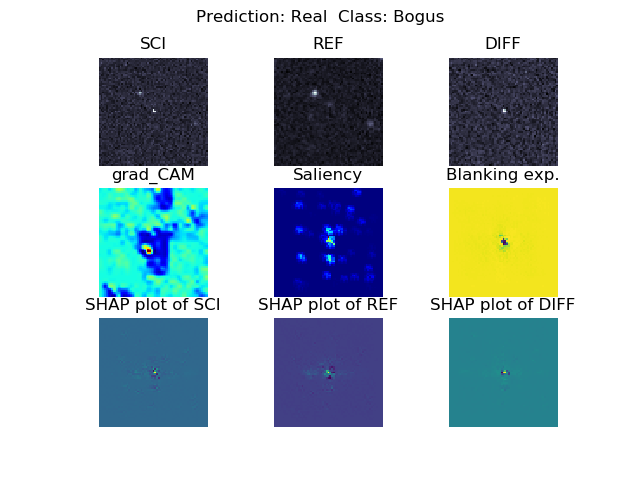 Prediction: Real  Class: Bogus
SCI REF DIFF
grad_CAM Saliency Blanking exp.
SHAP plot of SCI SHAP plot of REF SHAP plot of DIFF